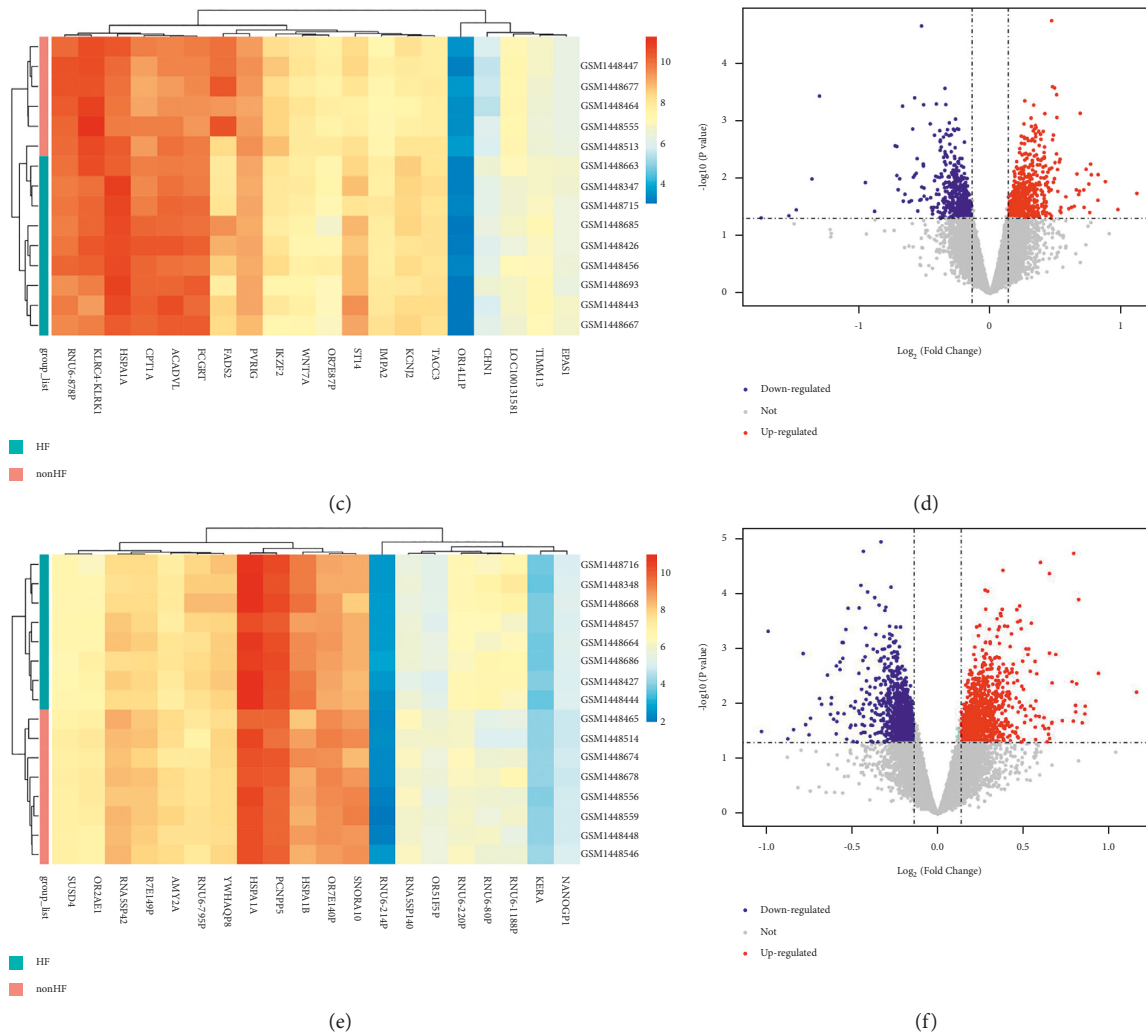 GSM1448447
GSM1448677
GSM1448464
GSM1448555
GSM1448513
GSM1448663
GSM1448347
GSM1448715
GSM1448685
GSM1448426
GSM1448456
GSM1448693
GSM1448443
GSM1448667
10
8
6
4
group_list
RNU6-878P
KLRC4-KLRK1
HSPA1A
CPT1A
ACADVL
FCGRT
FADS2
PVRIG
IKZF2
WNT7A
OR7E87P
ST14
IMPA2
KCNJ2
TACC3
OR14L1P
CHN1
LOC100131581
TIMM13
EPAS1
HF
nonHF
(c)
4
3
2
1
0
-log10 (P value)
-1 0 1
Log2 (Fold Change)
Down-regulated
Not
Up-regulated
(d)
GSM1448716
GSM1448348
GSM1448668
GSM1448457
GSM1448664
GSM1448686
GSM1448427
GSM1448444
GSM1448465
GSM1448514
GSM1448674
GSM1448678
GSM1448556
GSM1448559
GSM1448448
GSM1448546
10
8
6
4
2
group_list
SUSD4
OR2AE1
RNA5SP42
R7E149P
AMY2A
RNU6-795P
YWHAQP8
HSPA1A
PCNPP5
HSPA1B
OR7E140P
SNORA10
RNU6-214P
RNA5SP140
OR51F5P
RNU6-220P
RNU6-80P
RNU6-1188P
KERA
NANOGP1
HF
nonHF
(e)
5
4
3
2
1
0
-log10 (P value)
-1.0 -0.5 0.0 0.5 1.0
Log2 (Fold Change)
Down-regulated
Not
Up-regulated
(f)